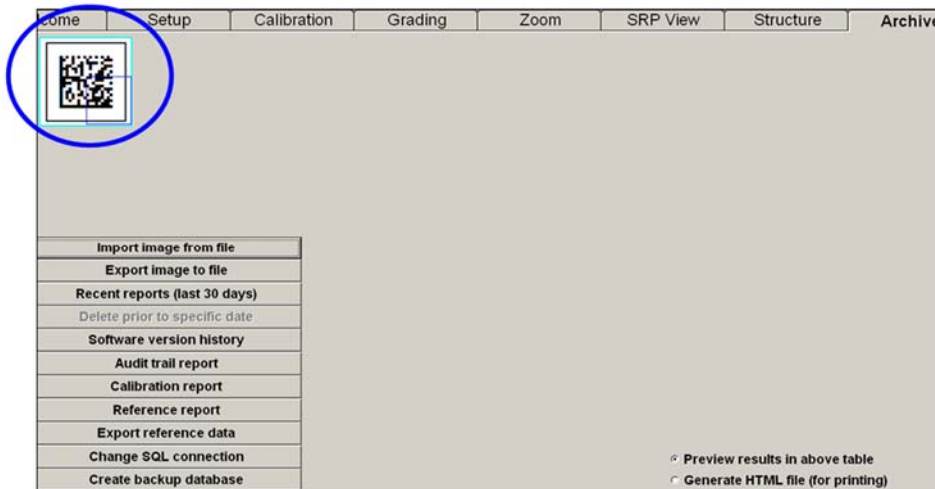 ome Setup Calibration Grading Zoom SRP View Structure Archive
Import image from file
Export image to file
Recent reports (last 30 days)
Delete prior to specific date
Software version history
Audit trail report
Calibration report
Reference report
Export reference data
Change SQL connection
Create backup database
Preview results in above table
Generate HTML file (for printing)